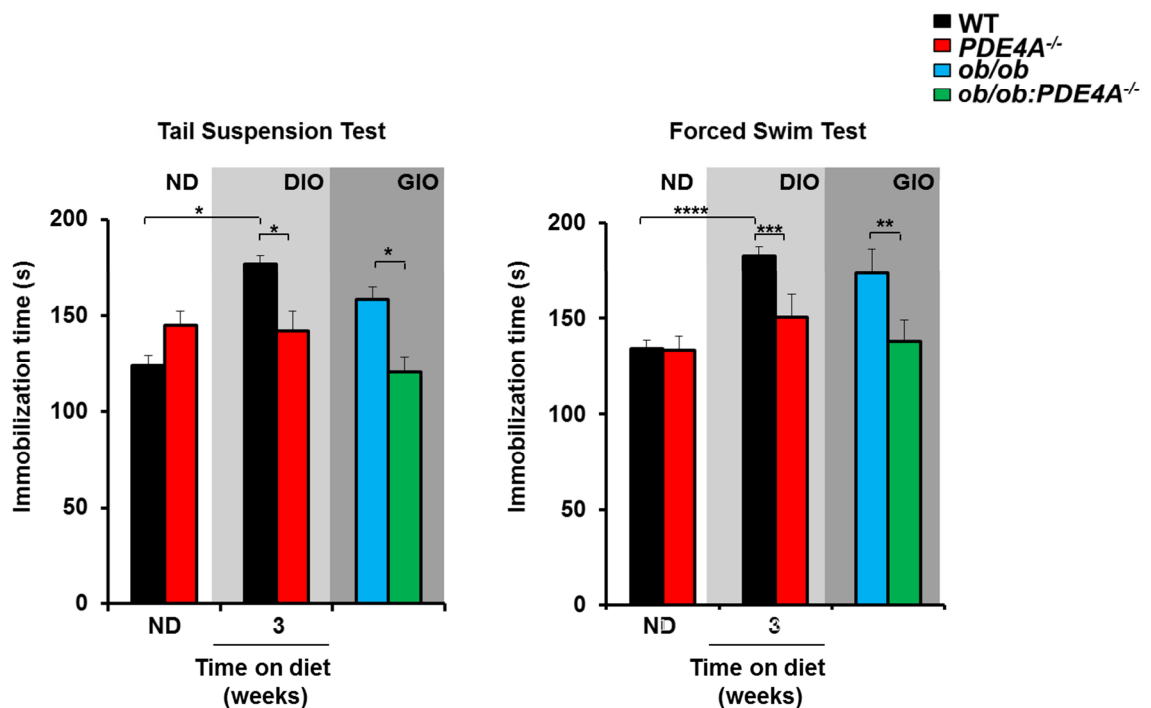 WT
PDE4A-/-
ob/ob
ob/ob:PDE4A-/-
Tail Suspension Test
ND DIO GIO
* * *
Immobilization time (s)
200
150
100
50
0
ND 3
Time on diet
(weeks)
Forced Swim Test
ND DIO GIO
**** *** **
Immobilization time (s)
200
150
100
50
0
ND 3
Time on diet
(weeks)